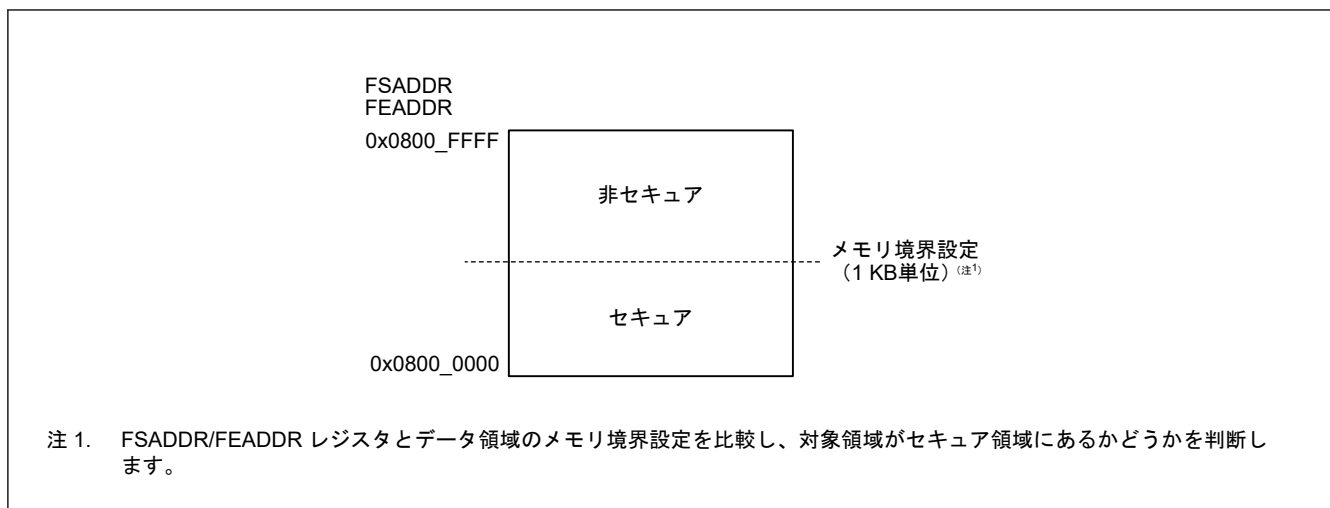 FSADDR
FEADDR
0x0800_FFFF
非セキュア
メモリ境界設定
（1 KB単位）（注1）
セキュア
0x0800_0000
注 1. FSADDR/FEADDR レジスタとデータ領域のメモリ境界設定を比較し、対象領域がセキュア領域にあるかどうかを判断し
ます。